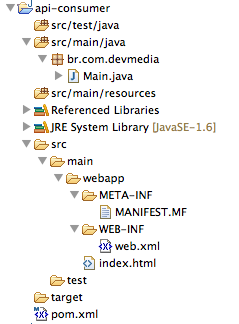 api-consumer
src/test/java
src/main/java
br.com.devmedia
Main.java
src/main/resources
Referenced Libraries
JRE System Library [JavaSE-1.6]
src
main
webapp
META-INF
MANIFEST.MF
WEB-INF
web.xml
index.html
test
target
pom.xml